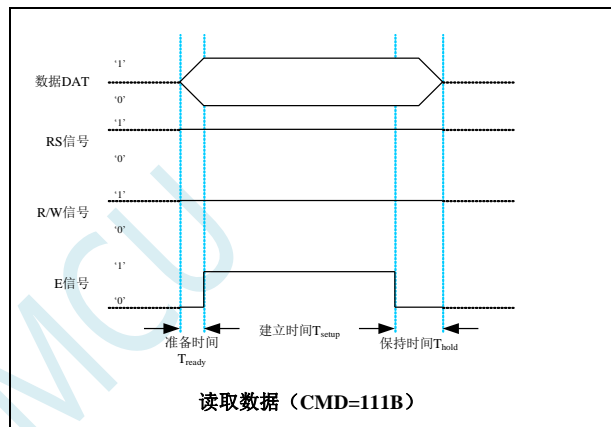 ‘1’
数据DAT
‘0’
‘1’
RS信号
‘0’
‘1’
R/W信号
‘0’
‘1’
E信号
‘0’
准备时间 Tready
建立时间Tsetup
保持时间Thold
读取数据（CMD=111B）
MCU